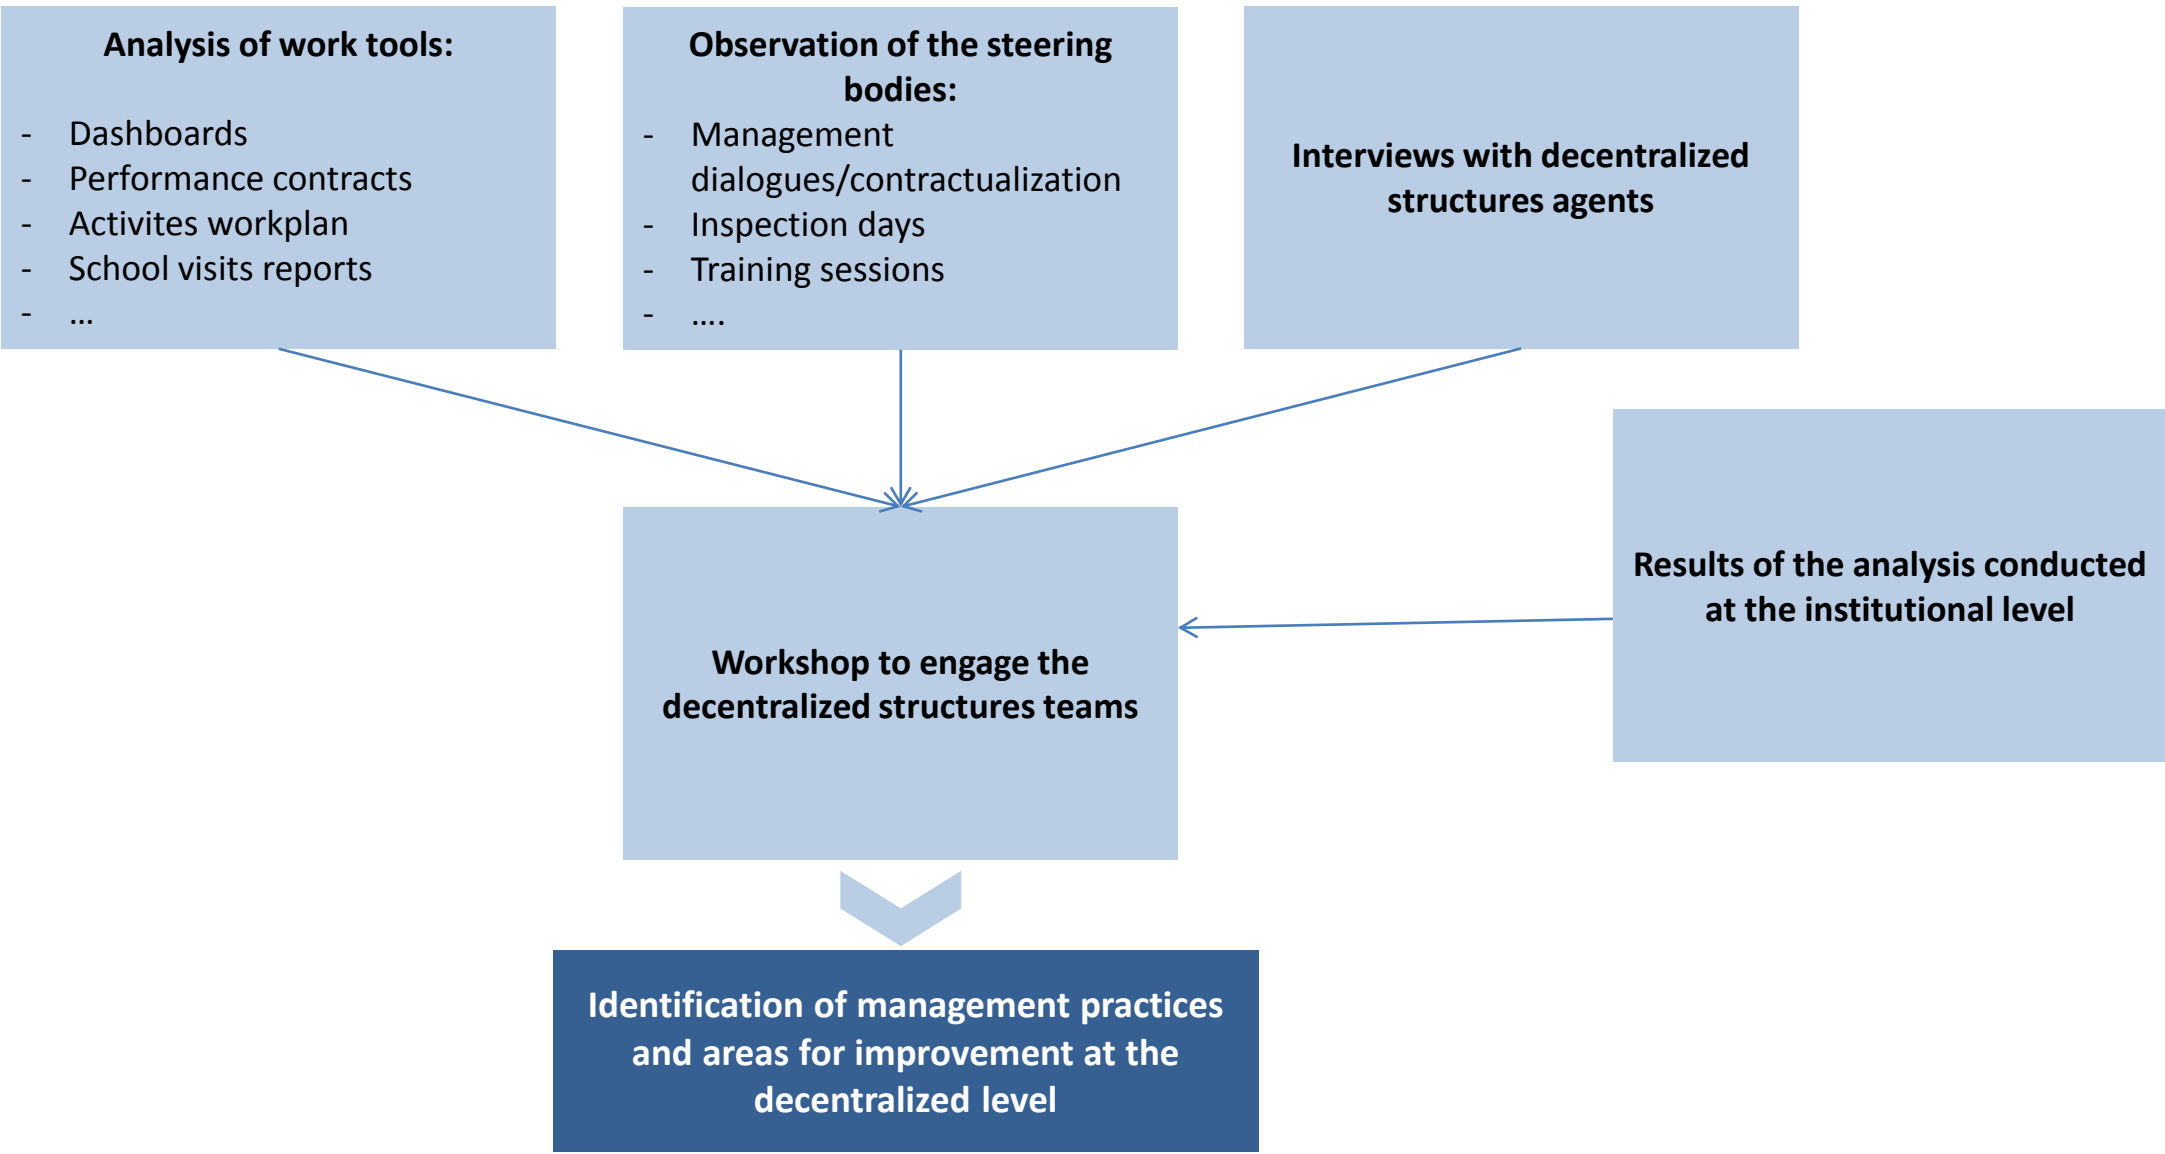 Analysis of work tools:
- Dashboards
- Performance contracts
- Activites workplan
- School visits reports
- ...
Observation of the steering
bodies:
- Management
dialogues/contractualization
- Inspection days
- Training sessions
- ....
Interviews with decentralized
structures agents
Results of the analysis conducted
at the institutional level
Workshop to engage the
decentralized structures teams
Identification of management practices
and areas for improvement at the
decentralized level